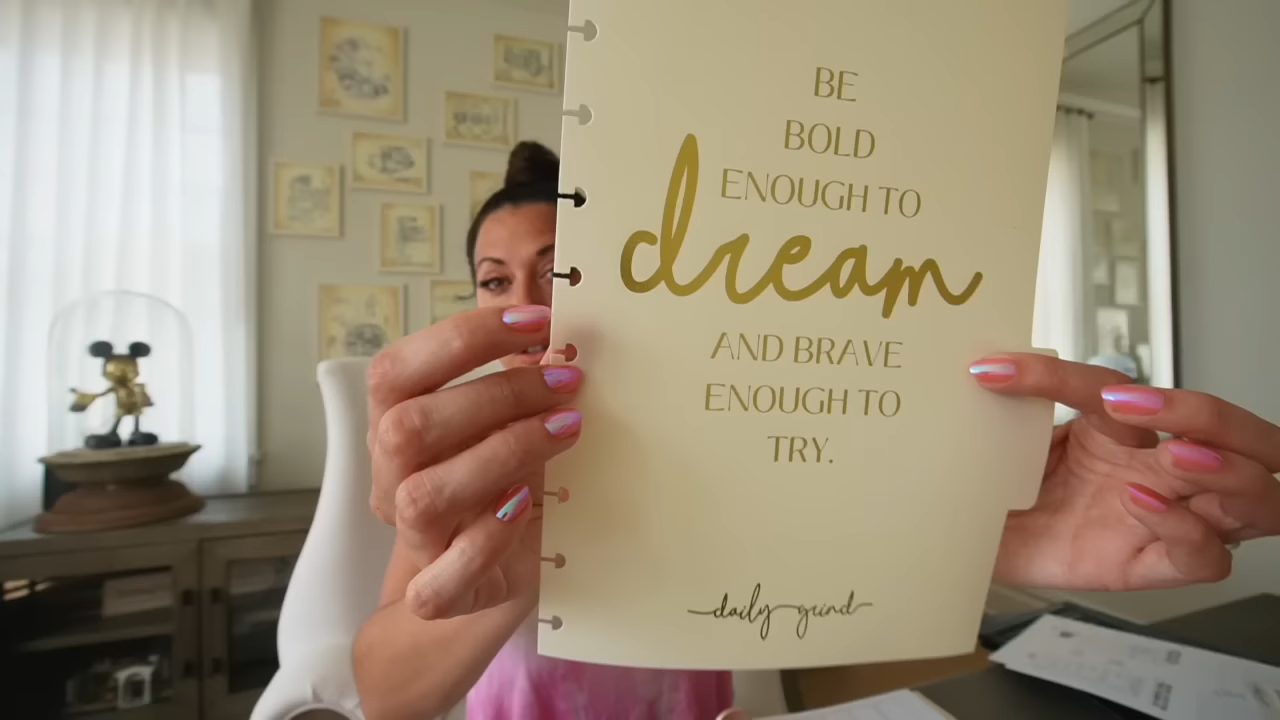 BE
BOLD
ENOUGH TO
dream
AND BRAVE
ENOUGH TO
TRY.
daily grind